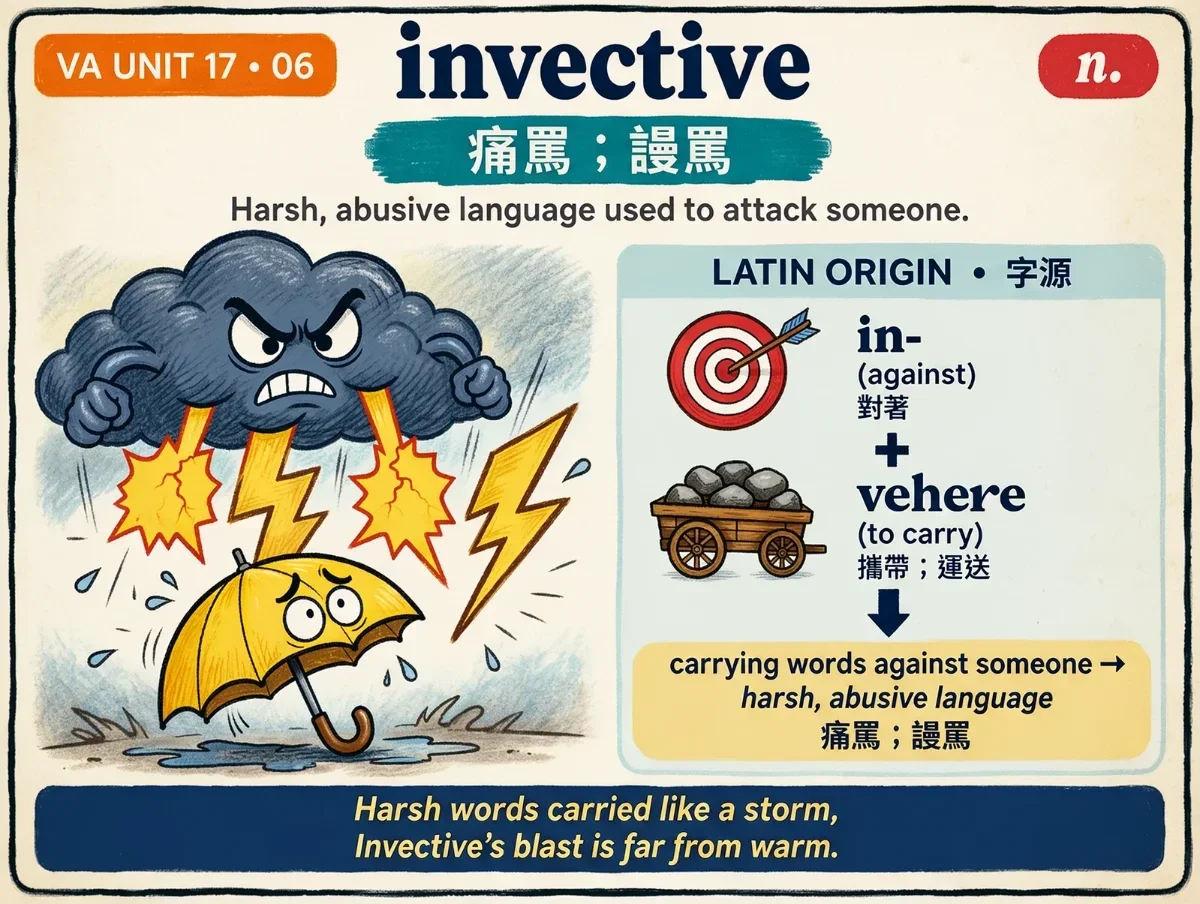 VA UNIT 17 • 06
invective
n.
痛罵；謾罵
Harsh, abusive language used to attack someone.
LATIN ORIGIN • 字源
in-
(against)
對著
+
vehere
(to carry)
攜帶；運送
carrying words against someone →
harsh, abusive language
痛罵；謾罵
Harsh words carried like a storm,
Invective's blast is far from warm.